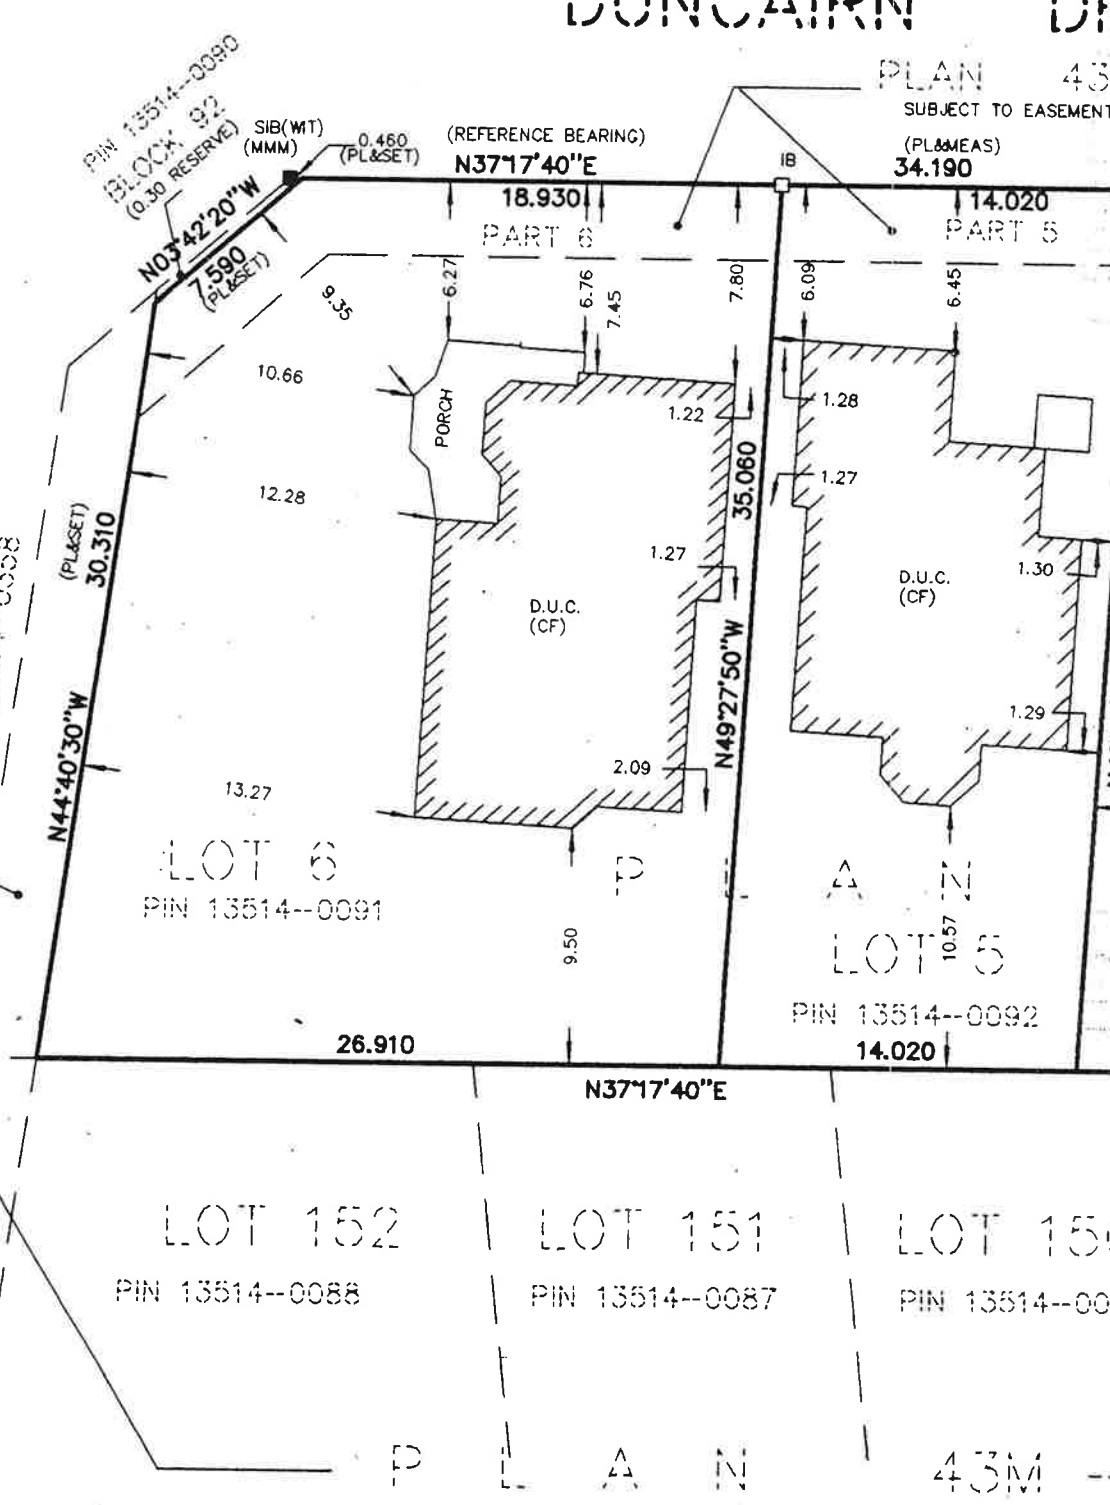 DUNCAIRN
PLAN 43
SUBJECT TO EASEMENT
(PL&MEAS)
34.190
PIN 13514--0090
BLOCK 92
(0.30 RESERVE)
SIB(WIT)
(MMM)
0.460
(PL&SET)
(REFERENCE BEARING)
N37°17'40"E
IB
18.930
14.020
PART 6
PART 5
N03°42'20"W
7.590
(PL&SET)
9.35
6.27
6.76
7.45
7.80
6.09
6.45
10.66
PORCH
1.22
1.28
35.060
1.27
12.28
(PL&SET)
30.310
1.27
1.30
D.U.C.
(CF)
D.U.C.
(CF)
N44°40'30"W
N49°27'50"W
1.29
2.09
13.27
LOT 6
PIN 13514--0091
P L A N
9.50
10.57
LOT 5
PIN 13514--0092
26.910
14.020
N37°17'40"E
LOT 152
PIN 13514--0088
LOT 151
PIN 13514--0087
LOT 15
PIN 13514--00
P L A N 43M --